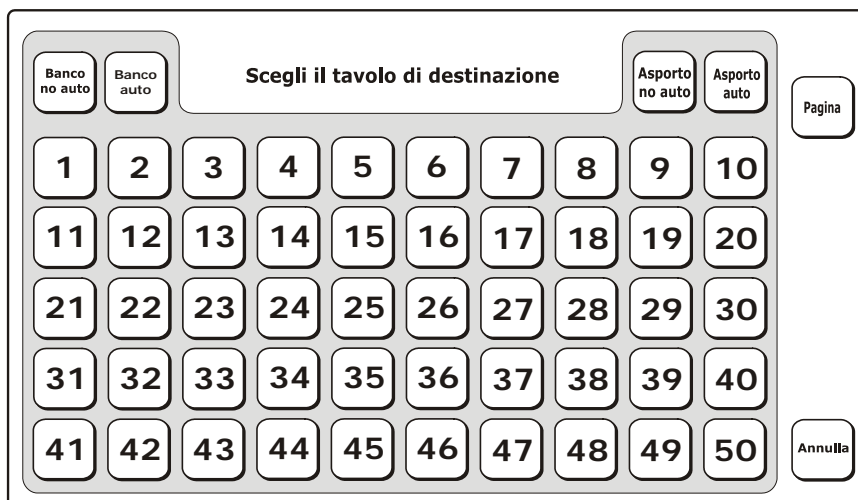 Banco
no auto
Banco
auto
Scegli il tavolo di destinazione
Asporto
no auto
Asporto
auto
Pagina
1 2 3 4 5 6 7 8 9 10
11 12 13 14 15 16 17 18 19 20
21 22 23 24 25 26 27 28 29 30
31 32 33 34 35 36 37 38 39 40
41 42 43 44 45 46 47 48 49 50
Annulla